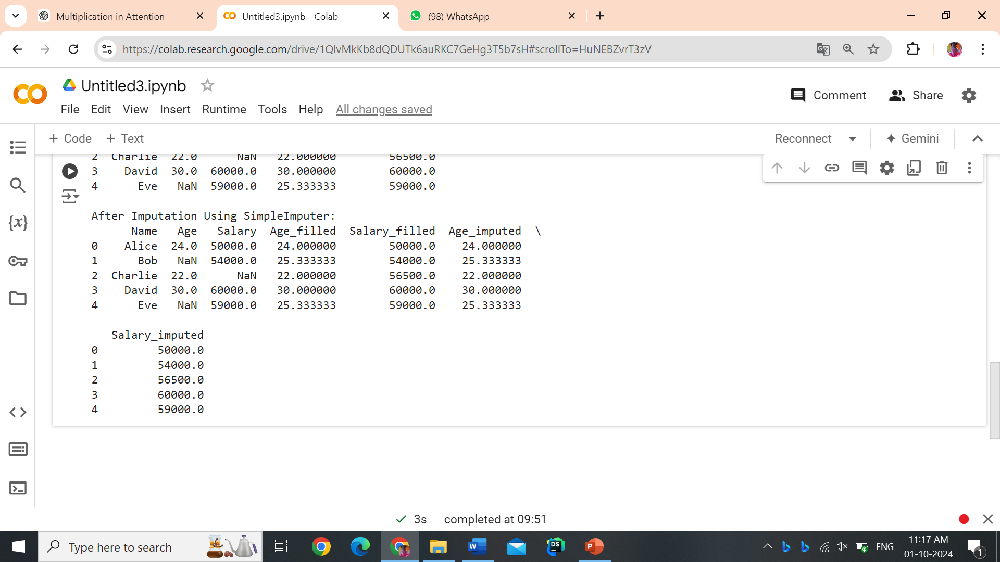 Multiplication in Attention
Untitled3.ipynb - Colab
(98) WhatsApp
https://colab.research.google.com/drive/1QlvMkKb8dQDUTk6auRKC7GeHg3T5b7sH#scrollTo=HuNEBZvrT3zV
Untitled3.ipynb
Comment
Share
File Edit View Insert Runtime Tools Help All changes saved
+ Code + Text
Reconnect
Gemini
2 Charlie 22.0 NaN 22.000000 56500.0
3 David 30.0 60000.0 30.000000 60000.0
4 Eve NaN 59000.0 25.333333 59000.0
After Imputation Using SimpleImputer:
Name Age Salary Age_filled Salary_filled Age_imputed \
0 Alice 24.0 50000.0 24.000000 50000.0 24.000000
1 Bob NaN 54000.0 25.333333 54000.0 25.333333
2 Charlie 22.0 NaN 22.000000 56500.0 22.000000
3 David 30.0 60000.0 30.000000 60000.0 30.000000
4 Eve NaN 59000.0 25.333333 59000.0 25.333333
Salary_imputed
0 50000.0
1 54000.0
2 56500.0
3 60000.0
4 59000.0
3s completed at 09:51
Type here to search
ENG
11:17 AM
01-10-2024
1